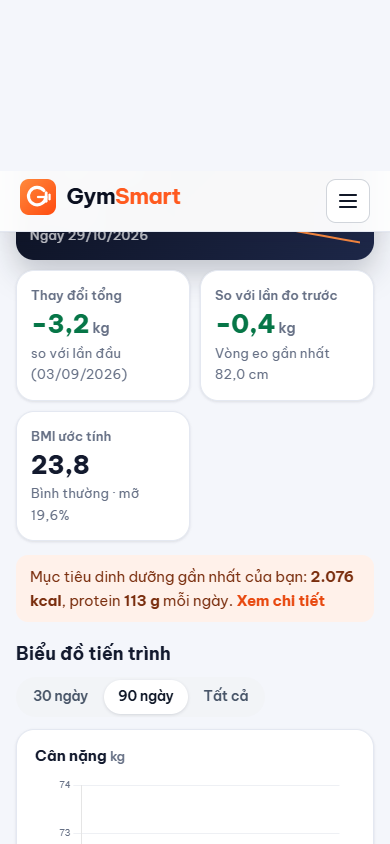 GymSmart
Ngày 29/10/2026
Thay đổi tổng
-3,2 kg
so với lần đầu
(03/09/2026)
So với lần đo trước
-0,4 kg
Vòng eo gần nhất
82,0 cm
BMI ước tính
23,8
Bình thường · mỡ
19,6%
Mục tiêu dinh dưỡng gần nhất của bạn: 2.076
kcal, protein 113 g mỗi ngày. Xem chi tiết
Biểu đồ tiến trình
30 ngày 90 ngày Tất cả
Cân nặng kg
74
73